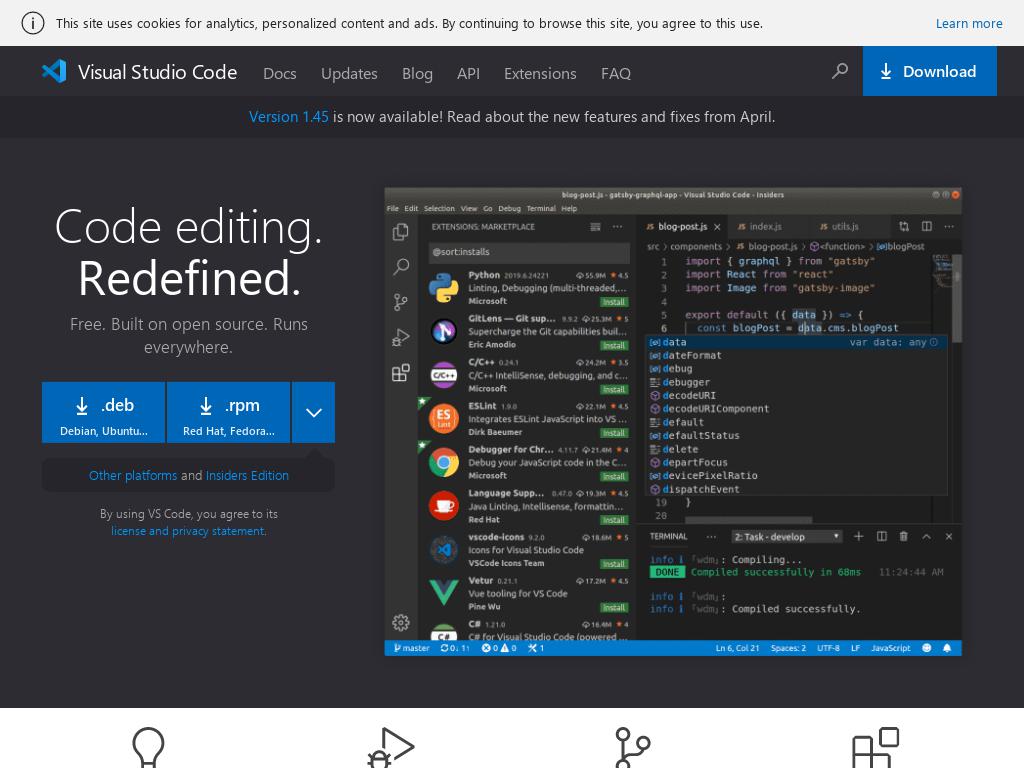 This site uses cookies for analytics, personalized content and ads. By continuing to browse this site, you agree to this use.
Learn more
Visual Studio Code
Docs
Updates
Blog
API
Extensions
FAQ
Download
Version 1.45 is now available! Read about the new features and fixes from April.
Code editing.
Redefined.
Free. Built on open source. Runs
everywhere.
.deb
Debian, Ubuntu...
.rpm
Red Hat, Fedora...
Other platforms and Insiders Edition
By using VS Code, you agree to its
license and privacy statement.
blog-post.js - gatsby-graphql-app - Visual Studio Code - Insiders
File Edit Selection View Go Debug Terminal Help
EXTENSIONS: MARKETPLACE
@sort:installs
Python 2019.6.24221 55.9M 4.5
Linting, Debugging (multi-threaded,...
Microsoft Install
GitLens — Git sup... 9.9.2 25.3M 5
Supercharge the Git capabilities buil...
Eric Amodio Install
C/C++ 0.24.1 24.2M 3.5
C/C++ IntelliSense, debugging, and c...
Microsoft Install
ESLint 1.9.0 22.1M 4.5
Integrates ESLint JavaScript into VS ...
Dirk Baeumer Install
Debugger for Chr... 4.11.7 21.4M 4
Debug your JavaScript code in the C...
Microsoft Install
Language Supp... 0.47.0 19.3M 4.5
Java Linting, Intellisense, formattin...
Red Hat Install
vscode-icons 9.2.0 18.6M 5
Icons for Visual Studio Code
VSCode Icons Team Install
Vetur 0.21.1 17.2M 4.5
Vue tooling for VS Code
Pine Wu Install
C# 1.21.0 16.4M 4
C# for Visual Studio Code (powered ...
JS blog-post.js
JS index.js
JS utils.js
src > components > JS blog-post.js > <function> > blogPost
1 import { graphql } from "gatsby"
2 import React from "react"
3 import Image from "gatsby-image"
4
5 export default ({ data }) => {
6 const blogPost = data.cms.blogPost
data var data: any
dateFormat
debug
debugger
decodeURI
decodeURIComponent
default
defaultStatus
delete
departFocus
devicePixelRatio
dispatchEvent
19 }
20
TERMINAL ... 2: Task - develop
info i 「wdm」: Compiling...
DONE Compiled successfully in 68ms 11:24:44 AM
info i 「wdm」:
info i 「wdm」: Compiled successfully.
master 0↓ 1↑ 0 0 1
Ln 6, Col 21 Spaces: 2 UTF-8 LF JavaScript